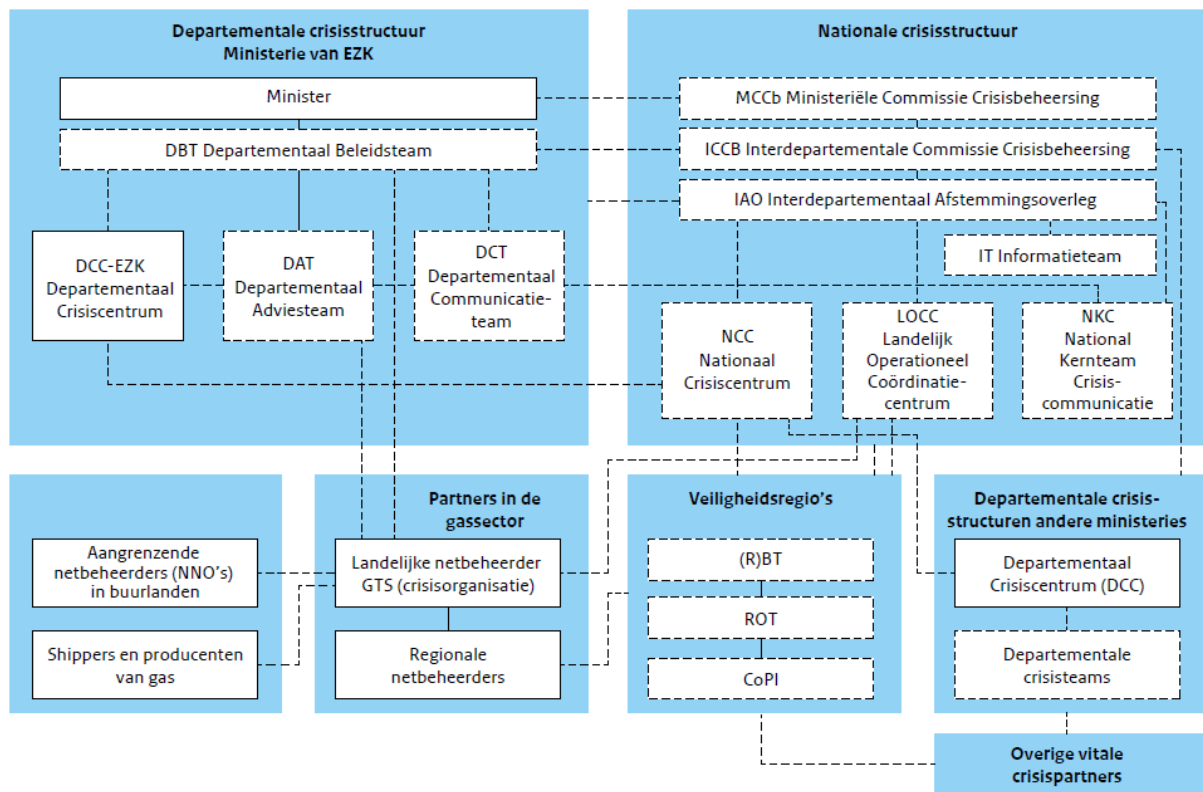 Departementale crisisstructuur
Ministerie van EZK
Minister
DBT Departementaal Beleidsteam
DCC-EZK
Departementaal
Crisiscentrum
DAT
Departementaal
Adviesteam
DCT
Departementaal
Communicatie-
team
Nationale crisisstructuur
MCCb Ministeriële Commissie Crisisbeheersing
ICCB Interdepartementale Commissie Crisisbeheersing
IAO Interdepartementaal Afstemmingsoverleg
IT Informatieteam
NCC
Nationaal
Crisiscentrum
LOCC
Landelijk
Operationeel
Coördinatie-
centrum
NKC
National
Kernteam
Crisis-
communicatie
Aangrenzende
netbeheerders (NNO's)
in buurlanden
Shippers en producenten
van gas
Partners in de
gassector
Landelijke netbeheerder
GTS (crisisorganisatie)
Regionale
netbeheerders
Veiligheidsregio's
(R)BT
ROT
CoPI
Departementale crisis-
structuren andere ministeries
Departementaal
Crisiscentrum (DCC)
Departementale
crisisteams
Overige vitale
crisispartners